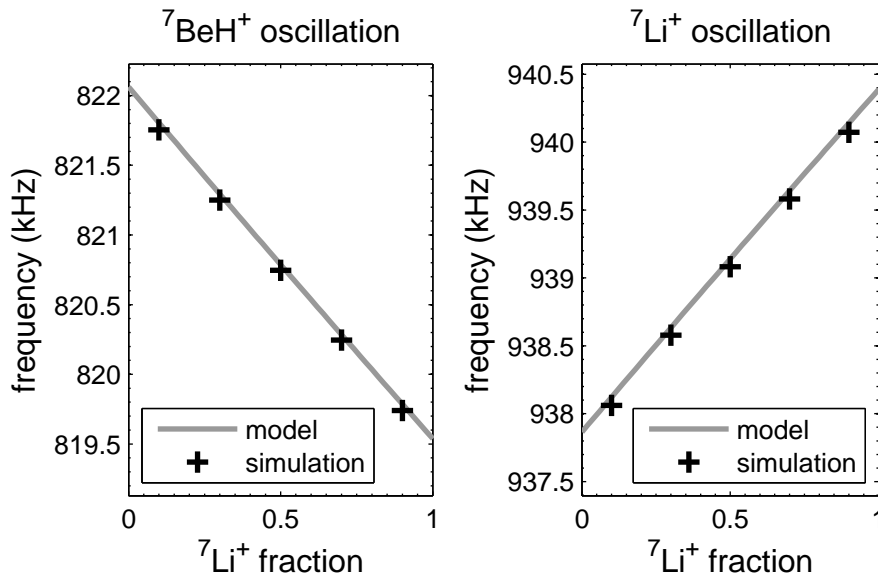 ⁷BeH⁺ oscillation
822
821.5
821
820.5
820
819.5
frequency (kHz)
model
simulation
0 0.5 1
⁷Li⁺ fraction
⁷Li⁺ oscillation
940.5
940
939.5
939
938.5
938
937.5
frequency (kHz)
model
simulation
0 0.5 1
⁷Li⁺ fraction